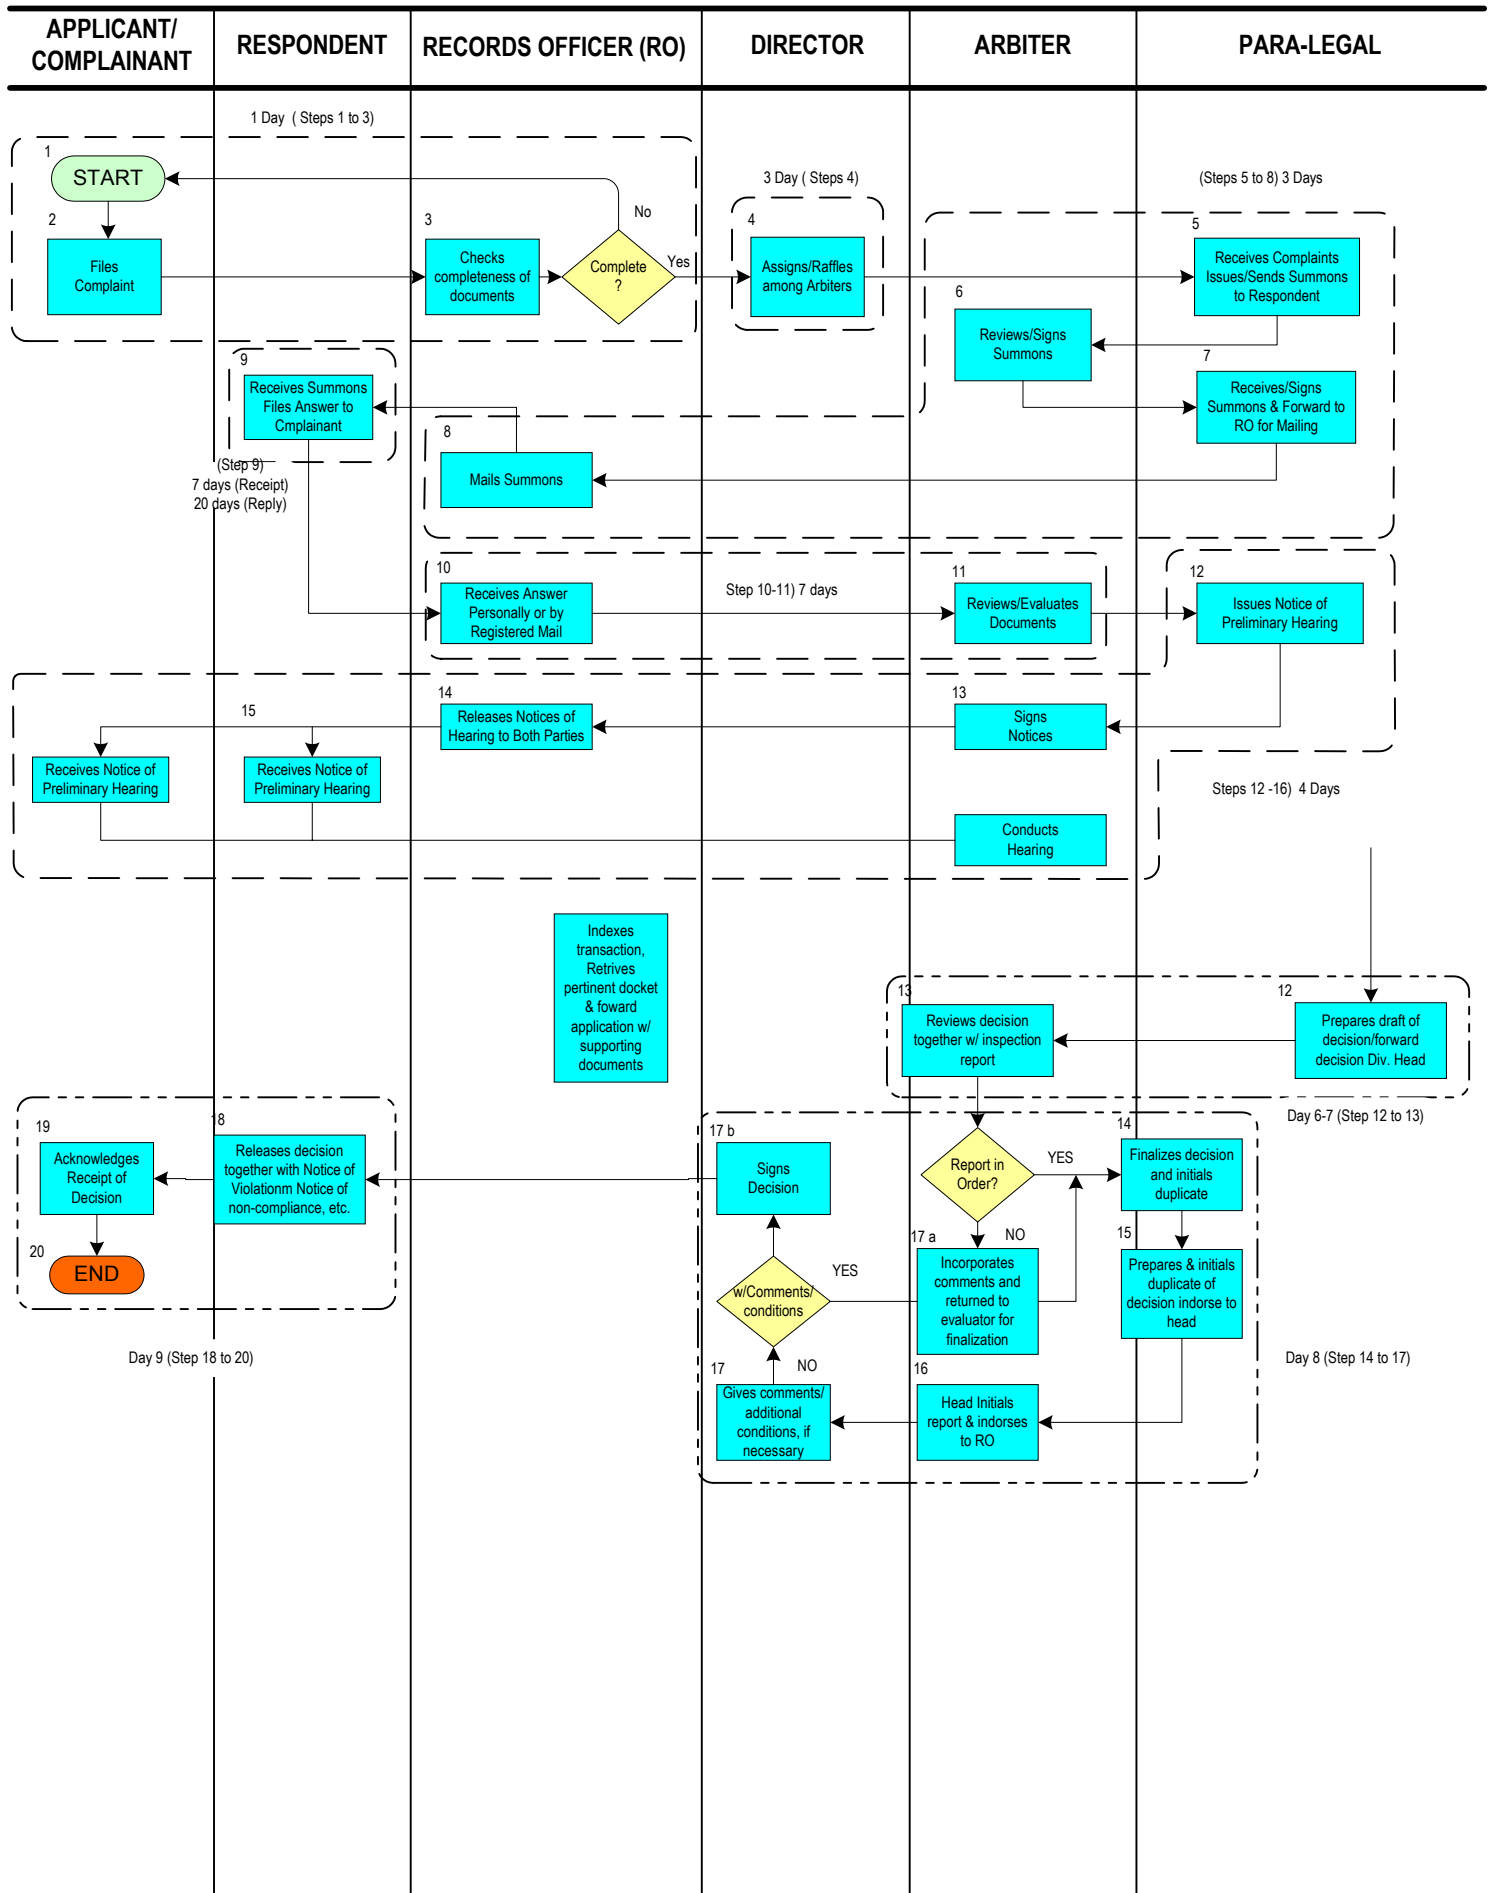 APPLICANT/
COMPLAINANT
RESPONDENT
RECORDS OFFICER (RO)
DIRECTOR
ARBITER
PARA-LEGAL
1 Day ( Steps 1 to 3)
1
START
2
Files
Complaint
3
Checks
completeness of
documents
No
Complete
?
Yes
3 Day ( Steps 4)
4
Assigns/Raffles
among Arbiters
(Steps 5 to 8) 3 Days
5
Receives Complaints
Issues/Sends Summons
to Respondent
6
Reviews/Signs
Summons
7
Receives/Signs
Summons & Forward to
RO for Mailing
8
Mails Summons
9
Receives Summons
Files Answer to
Cmplainant
(Step 9)
7 days (Receipt)
20 days (Reply)
10
Receives Answer
Personally or by
Registered Mail
Step 10-11) 7 days
11
Reviews/Evaluates
Documents
12
Issues Notice of
Preliminary Hearing
13
Signs
Notices
14
Releases Notices of
Hearing to Both Parties
15
Receives Notice of
Preliminary Hearing
Receives Notice of
Preliminary Hearing
Steps 12 -16) 4 Days
Conducts
Hearing
Indexes
transaction,
Retrives
pertinent docket
& foward
application w/
supporting
documents
12
Prepares draft of
decision/forward
decision Div. Head
13
Reviews decision
together w/ inspection
report
Day 6-7 (Step 12 to 13)
Report in
Order?
YES
NO
14
Finalizes decision
and initials
duplicate
15
Prepares & initials
duplicate of
decision indorse to
head
16
Head Initials
report & indorses
to RO
17
Gives comments/
additional
conditions, if
necessary
NO
w/Comments/
conditions
YES
17 a
Incorporates
comments and
returned to
evaluator for
finalization
17 b
Signs
Decision
Day 8 (Step 14 to 17)
18
Releases decision
together with Notice of
Violationm Notice of
non-compliance, etc.
19
Acknowledges
Receipt of
Decision
20
END
Day 9 (Step 18 to 20)